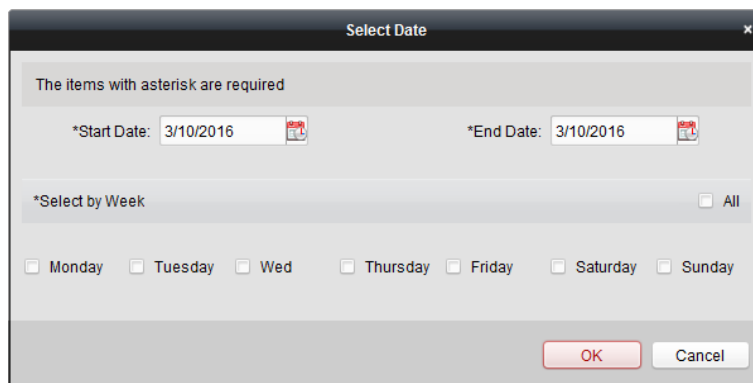 Select Date
The items with asterisk are required
*Start Date: 3/10/2016 *End Date: 3/10/2016
*Select by Week All
Monday Tuesday Wed Thursday Friday Saturday Sunday
OK Cancel